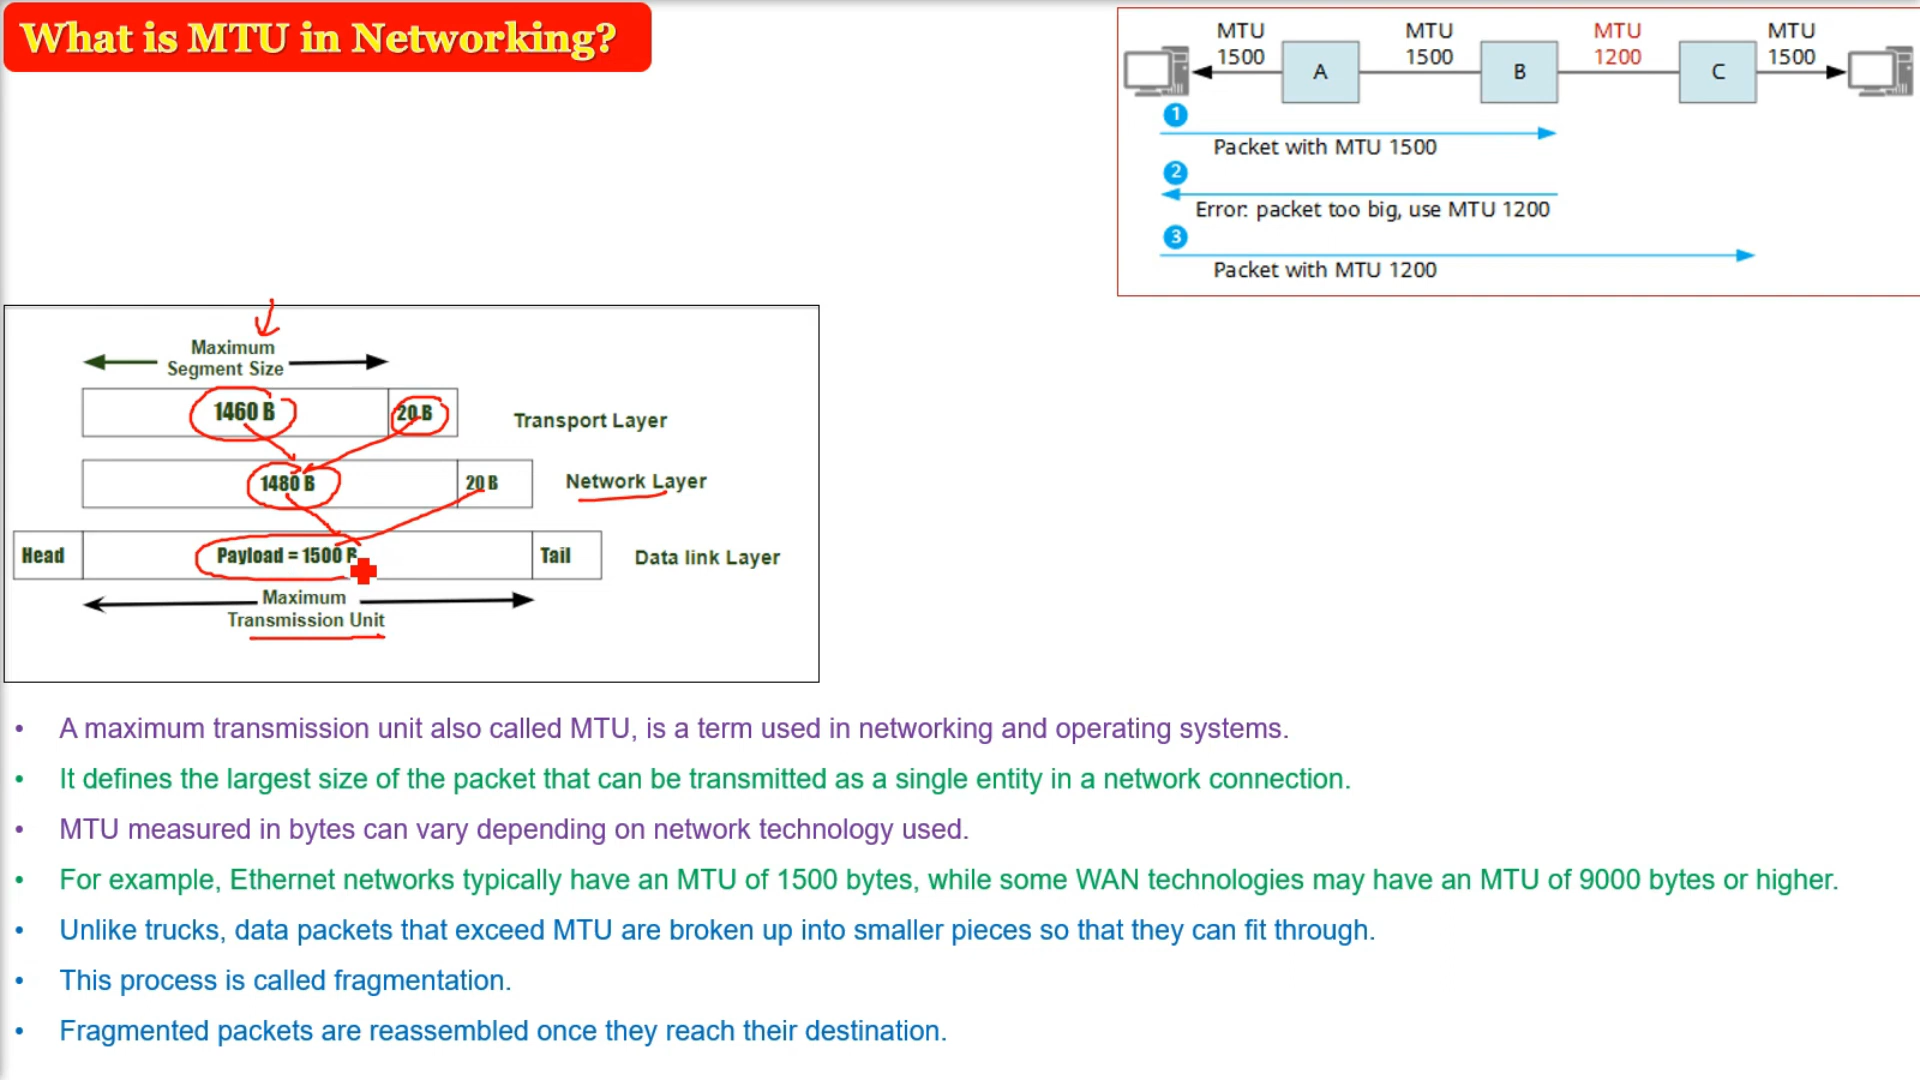 What is MTU in Networking?
MTU 1500
MTU 1500
MTU 1200
MTU 1500
A
B
C
1
Packet with MTU 1500
2
Error: packet too big, use MTU 1200
3
Packet with MTU 1200
Maximum
Segment Size
1460 B 20 B Transport Layer
1480 B 20 B Network Layer
Head Payload = 1500 B Tail Data link Layer
Maximum
Transmission Unit
• A maximum transmission unit also called MTU, is a term used in networking and operating systems.
• It defines the largest size of the packet that can be transmitted as a single entity in a network connection.
• MTU measured in bytes can vary depending on network technology used.
• For example, Ethernet networks typically have an MTU of 1500 bytes, while some WAN technologies may have an MTU of 9000 bytes or higher.
• Unlike trucks, data packets that exceed MTU are broken up into smaller pieces so that they can fit through.
• This process is called fragmentation.
• Fragmented packets are reassembled once they reach their destination.